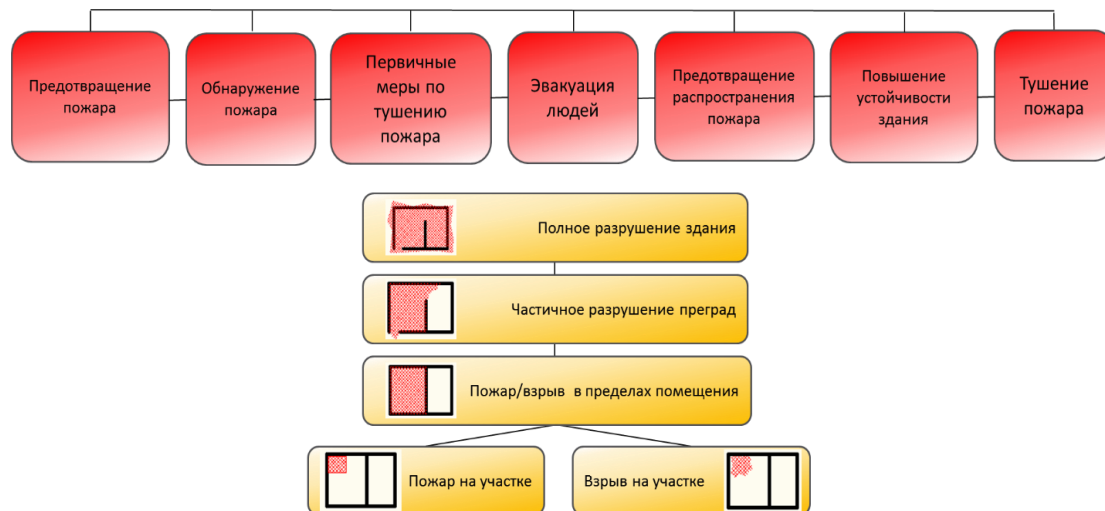 Предотвращение
пожара
Обнаружение
пожара
Первичные
меры по
тушению
пожара
Эвакуация
людей
Предотвращение
распространения
пожара
Повышение
устойчивости
здания
Тушение
пожара
Полное разрушение здания
Частичное разрушение преград
Пожар/взрыв в пределах помещения
Пожар на участке
Взрыв на участке